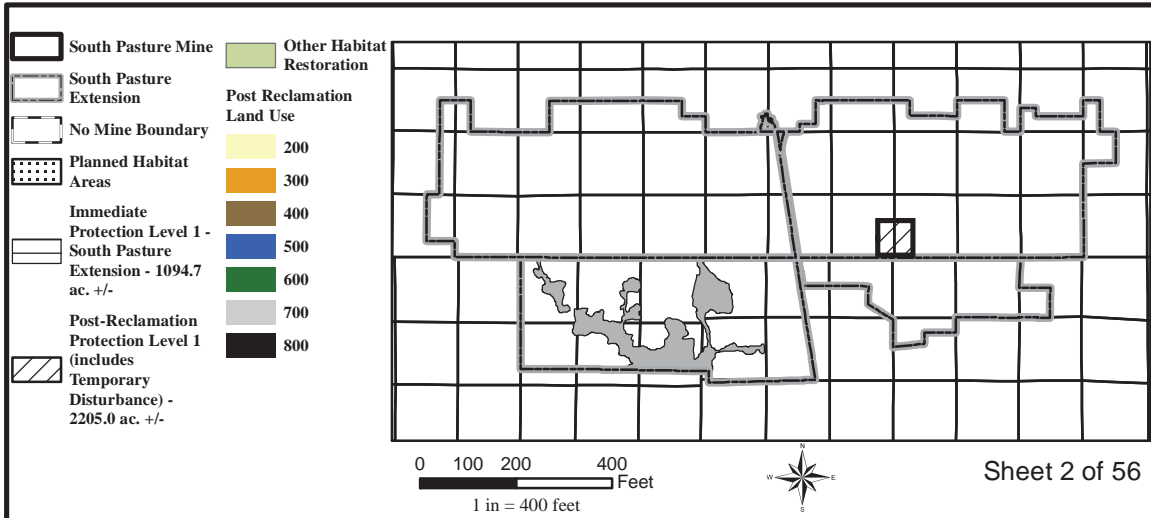 South Pasture Mine
South Pasture
Extension
No Mine Boundary
Planned Habitat
Areas
Immediate
Protection Level 1 -
South Pasture
Extension - 1094.7
ac. +/-
Post-Reclamation
Protection Level 1
(includes
Temporary
Disturbance) -
2205.0 ac. +/-
Other Habitat
Restoration
Post Reclamation
Land Use
200
300
400
500
600
700
800
0 100 200 400
Feet
1 in = 400 feet
N
W E
S
Sheet 2 of 56